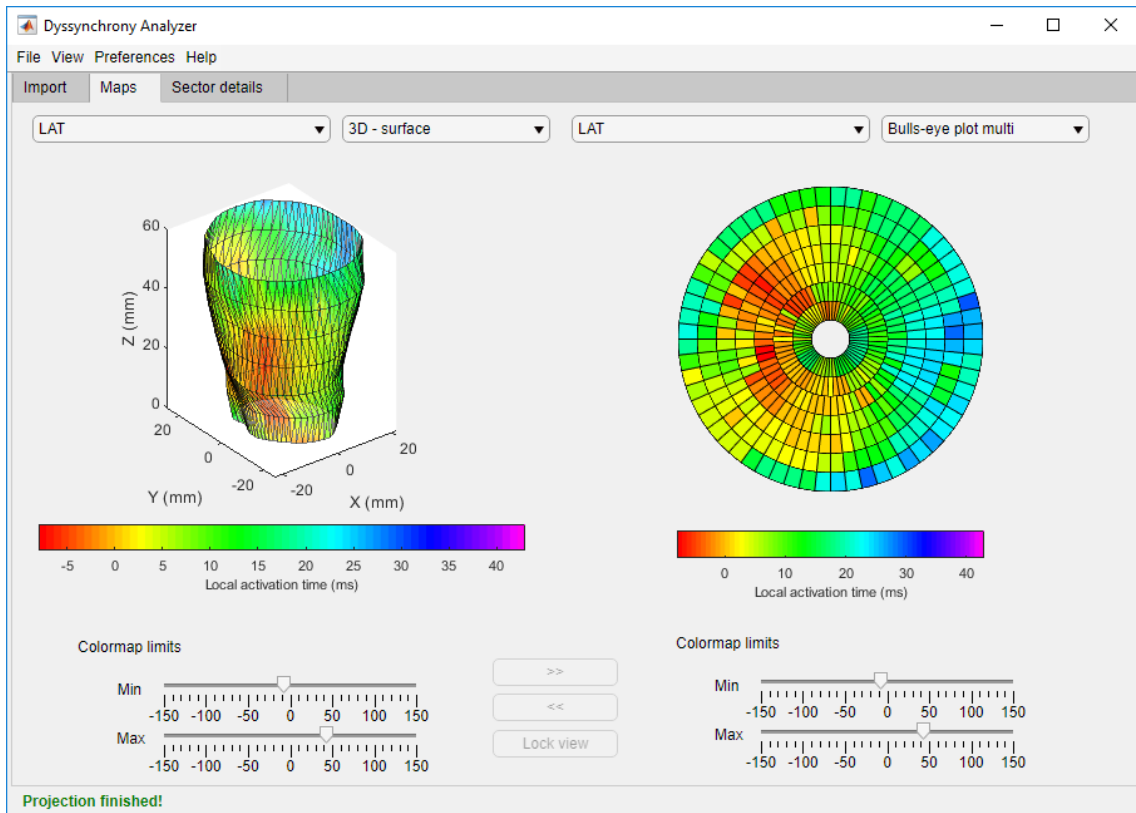 Dyssynchrony Analyzer
File View Preferences Help
Import Maps Sector details
LAT 3D - surface LAT Bulls-eye plot multi
60
40
20
0
Z (mm)
20
0
-20
Y (mm)
-20
0
20
X (mm)
-5 0 5 10 15 20 25 30 35 40
Local activation time (ms)
0 10 20 30 40
Local activation time (ms)
Colormap limits
Min
-150 -100 -50 0 50 100 150
Max
-150 -100 -50 0 50 100 150
>>
<<
Lock view
Colormap limits
Min
-150 -100 -50 0 50 100 150
Max
-150 -100 -50 0 50 100 150
Projection finished!